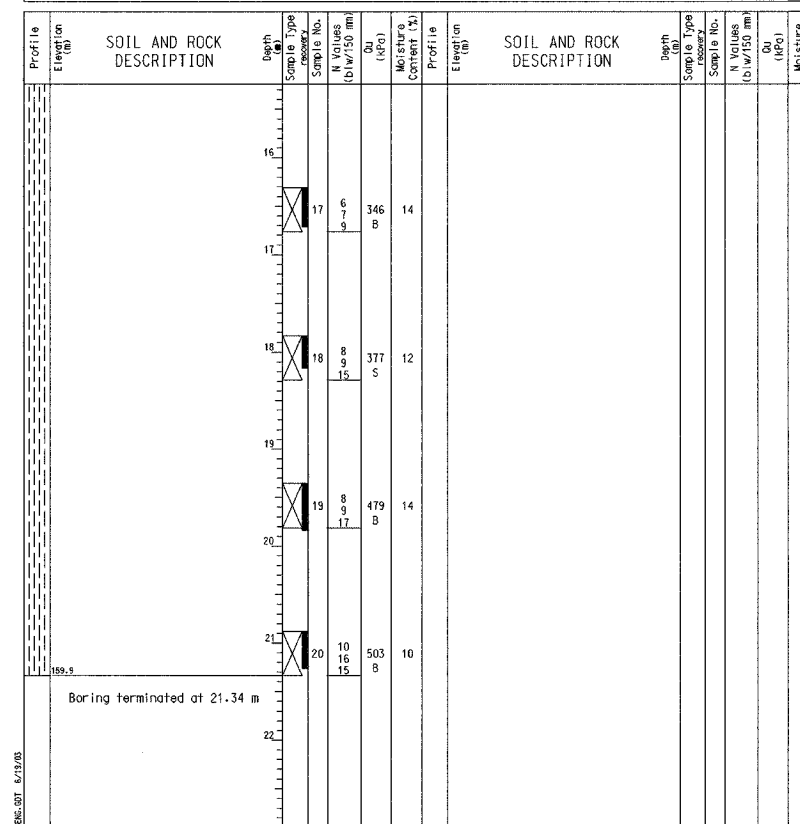 Profile
Elevation (m)
SOIL AND ROCK
DESCRIPTION
Depth (m)
Sample Type
recovery
Sample No.
N Values
(blw/150 mm)
Qu
(kPa)
Moisture
Content (%)
Profile
Elevation
(m)
SOIL AND ROCK
DESCRIPTION
Depth
(m)
Sample Type
recovery
Sample No.
N Values
(blw/150 mm)
Qu
(kPa)
Moisture
16
17 6 7 9 346 B 14
17
18
18 8 9 15 377 S 12
19
19 8 9 17 479 B 14
20
21
20 10 16 15 503 B 10
159.9
Boring terminated at 21.34 m
22
ENG.GDT 6/19/03